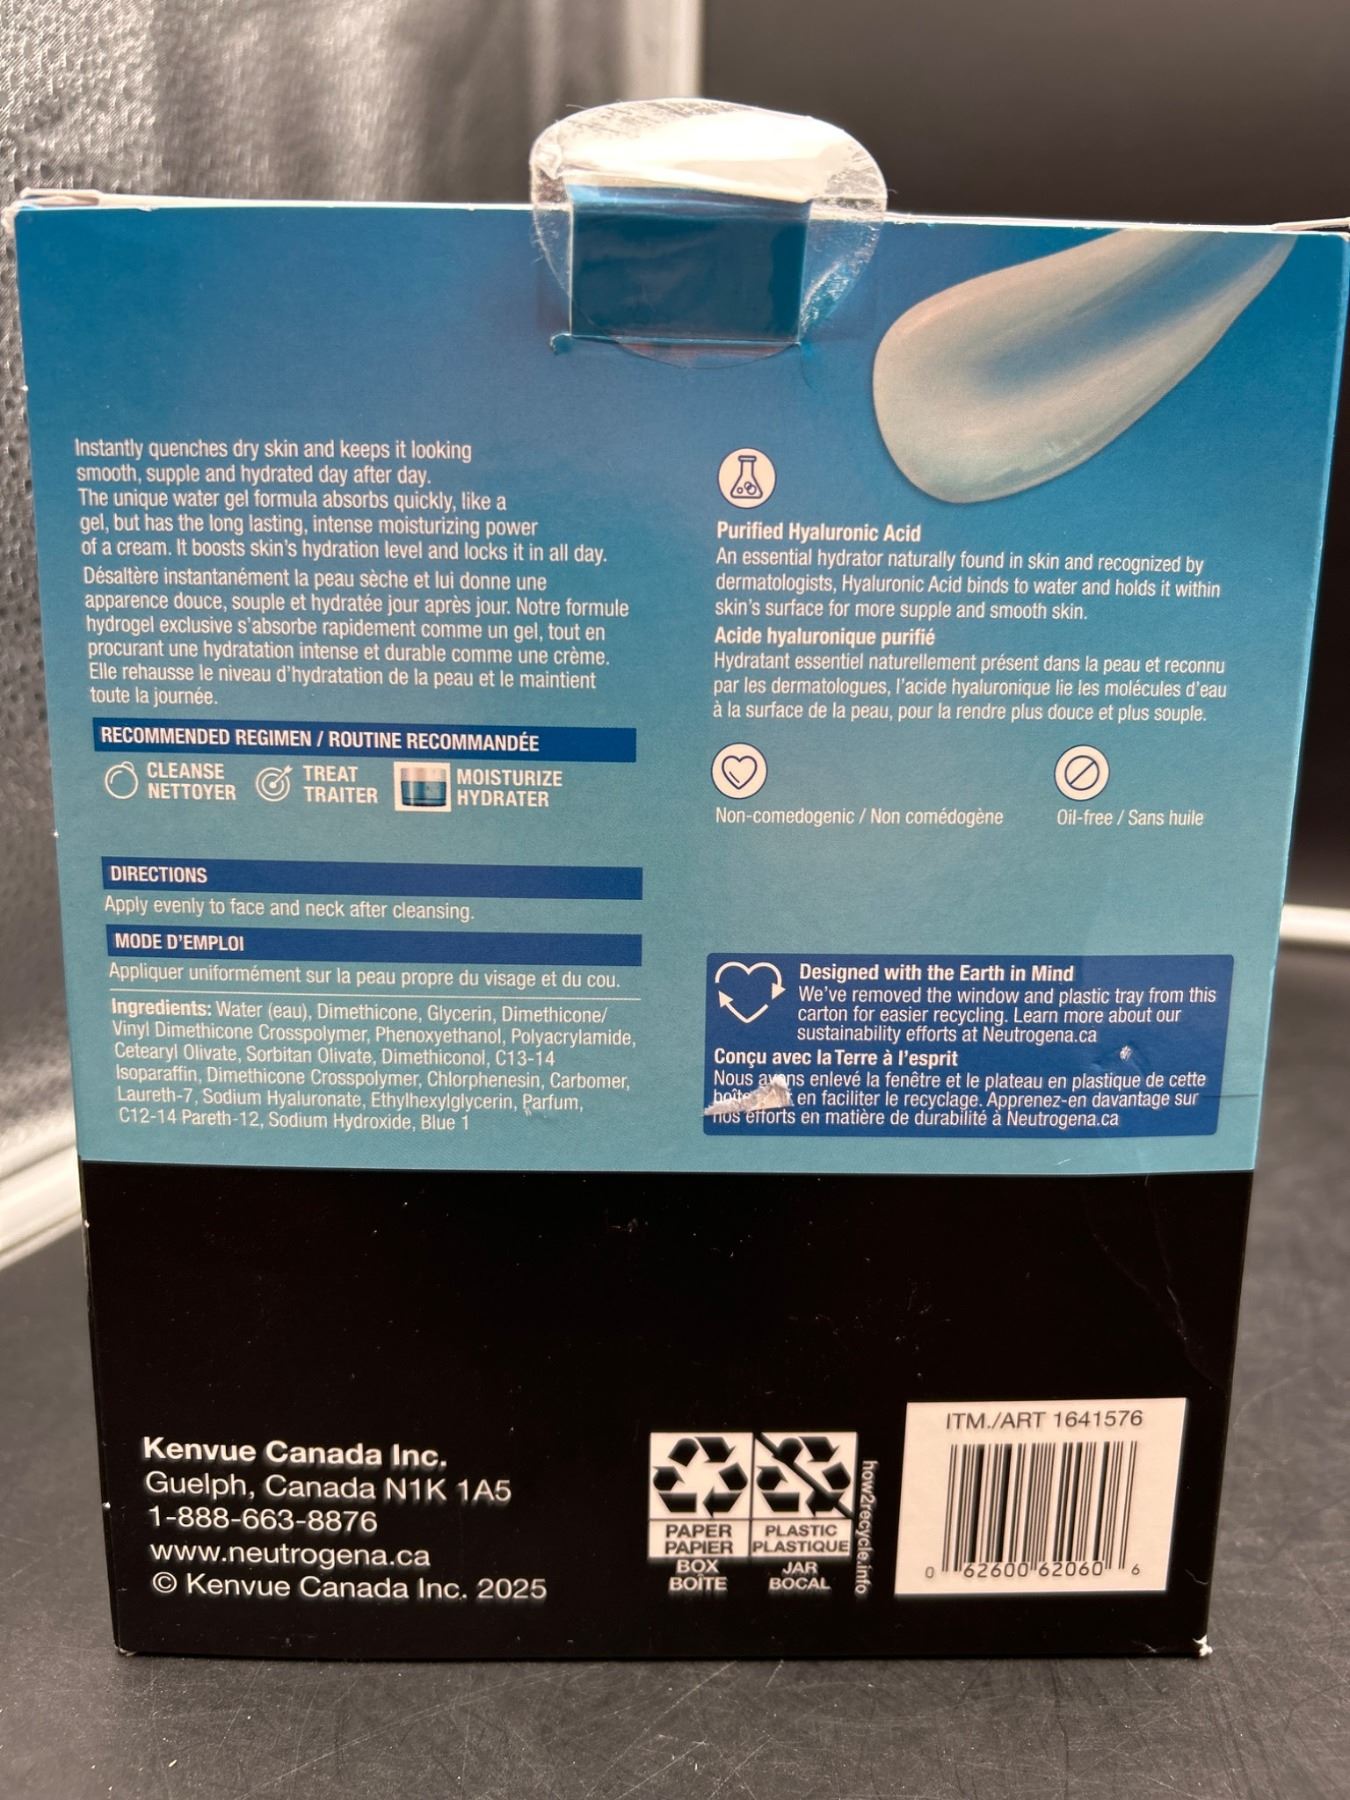 Instantly quenches dry skin and keeps it looking
smooth, supple and hydrated day after day.
The unique water gel formula absorbs quickly, like a
gel, but has the long lasting, intense moisturizing power
of a cream. It boosts skin's hydration level and locks it in all day.
Désaltère instantanément la peau sèche et lui donne une
apparence douce, souple et hydratée jour après jour. Notre formule
hydrogel exclusive s'absorbe rapidement comme un gel, tout en
procurant une hydratation intense et durable comme une crème.
Elle rehausse le niveau d'hydratation de la peau et le maintient
toute la journée.
RECOMMENDED REGIMEN / ROUTINE RECOMMANDÉE
CLEANSE
NETTOYER
TREAT
TRAITER
MOISTURIZE
HYDRATER
DIRECTIONS
Apply evenly to face and neck after cleansing.
MODE D'EMPLOI
Appliquer uniformément sur la peau propre du visage et du cou.
Ingredients: Water (eau), Dimethicone, Glycerin, Dimethicone/
Vinyl Dimethicone Crosspolymer, Phenoxyethanol, Polyacrylamide,
Cetearyl Olivate, Sorbitan Olivate, Dimethiconol, C13-14
Isoparaffin, Dimethicone Crosspolymer, Chlorphenesin, Carbomer,
Laureth-7, Sodium Hyaluronate, Ethylhexylglycerin, Parfum,
C12-14 Pareth-12, Sodium Hydroxide, Blue 1
Purified Hyaluronic Acid
An essential hydrator naturally found in skin and recognized by
dermatologists, Hyaluronic Acid binds to water and holds it within
skin's surface for more supple and smooth skin.
Acide hyaluronique purifié
Hydratant essentiel naturellement présent dans la peau et reconnu
par les dermatologues, l'acide hyaluronique lie les molécules d'eau
à la surface de la peau, pour la rendre plus douce et plus souple.
Non-comedogenic / Non comédogène
Oil-free / Sans huile
Designed with the Earth in Mind
We've removed the window and plastic tray from this
carton for easier recycling. Learn more about our
sustainability efforts at Neutrogena.ca
Conçu avec la Terre à l'esprit
Nous avons enlevé la fenêtre et le plateau en plastique de cette
boîte en faciliter le recyclage. Apprenez-en davantage sur
nos efforts en matière de durabilité à Neutrogena.ca
Kenvue Canada Inc.
Guelph, Canada N1K 1A5
1-888-663-8876
www.neutrogena.ca
© Kenvue Canada Inc. 2025
PAPER
PAPIER
BOX
BOÎTE
PLASTIC
PLASTIQUE
JAR
BOCAL
how2recycle.info
ITM./ART 1641576
0 62600 62060 6